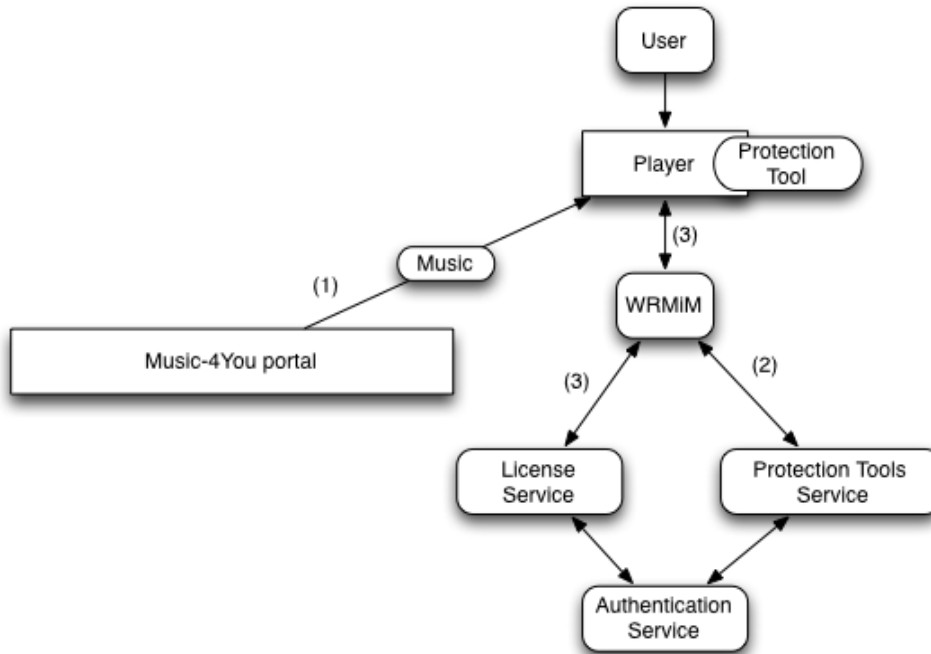 User
Player
Protection
Tool
(3)
Music
(1)
WRMiM
Music-4You portal
(3)
(2)
License
Service
Protection Tools
Service
Authentication
Service